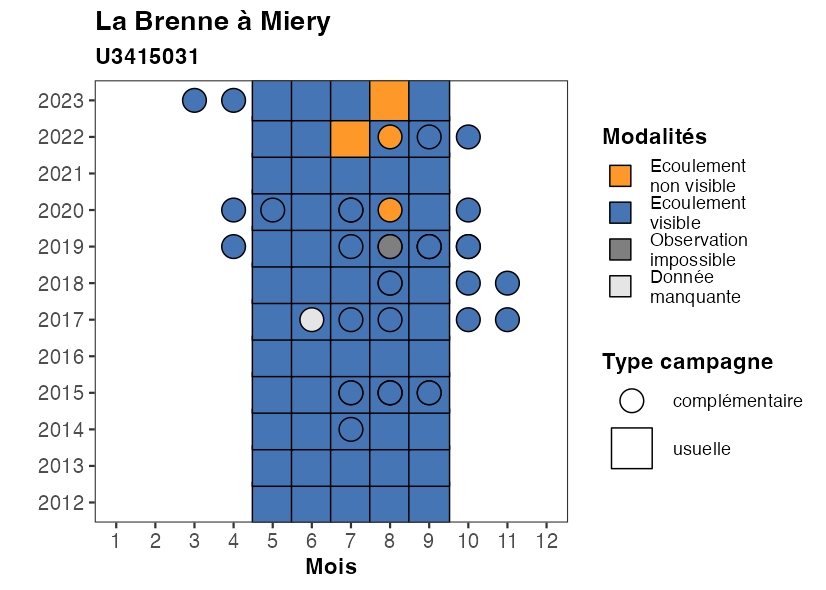 La Brenne à Miery
U3415031
2023
2022
2021
2020
2019
2018
2017
2016
2015
2014
2013
2012
1 2 3 4 5 6 7 8 9 10 11 12
Mois
Modalités
Ecoulement
non visible
Ecoulement
visible
Observation
impossible
Donnée
manquante
Type campagne
complémentaire
usuelle